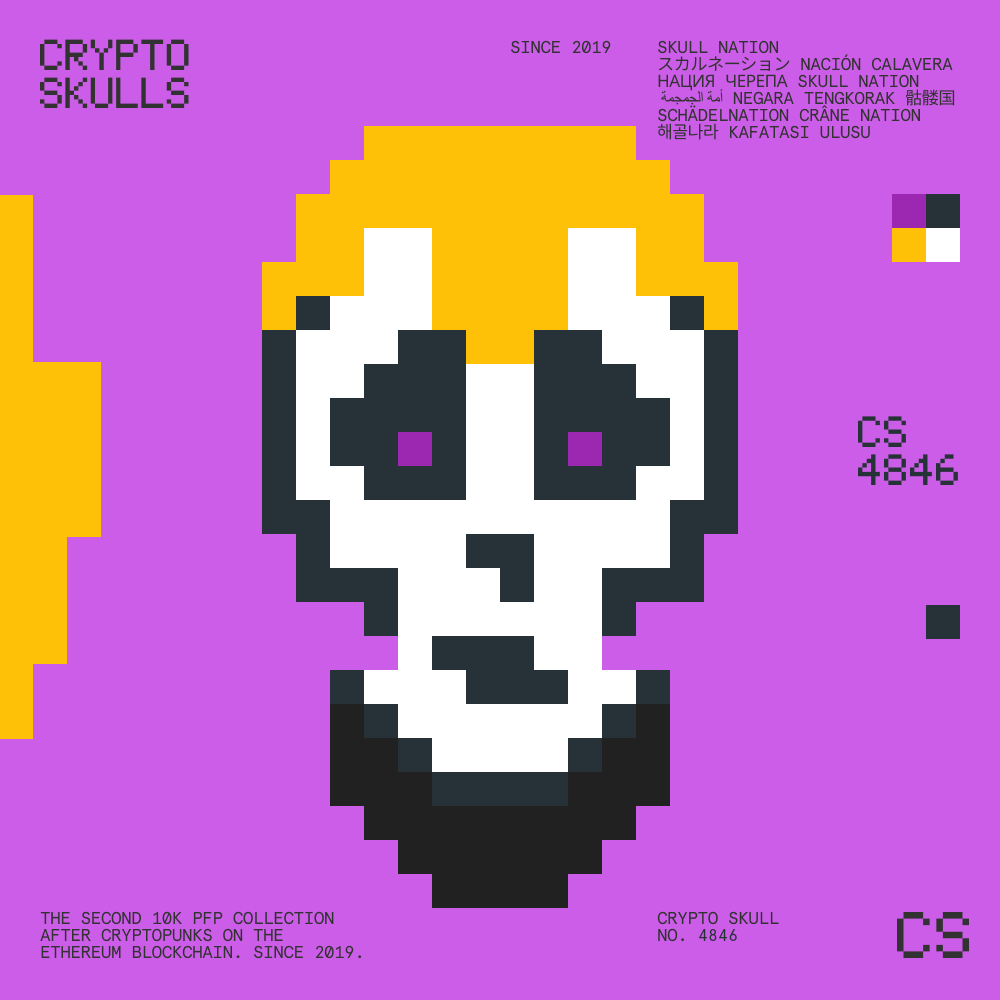 CRYPTO
SKULLS
SINCE 2019
SKULL NATION
スカルネーション NACIÓN CALAVERA
НАЦИЯ ЧЕРЕПА SKULL NATION
أمة الجمجمة NEGARA TENGKORAK 骷髅国
SCHÄDELNATION CRÂNE NATION
해골나라 KAFATASI ULUSU
CS
4846
THE SECOND 10K PFP COLLECTION
AFTER CRYPTOPUNKS ON THE
ETHEREUM BLOCKCHAIN. SINCE 2019.
CRYPTO SKULL
NO. 4846
CS